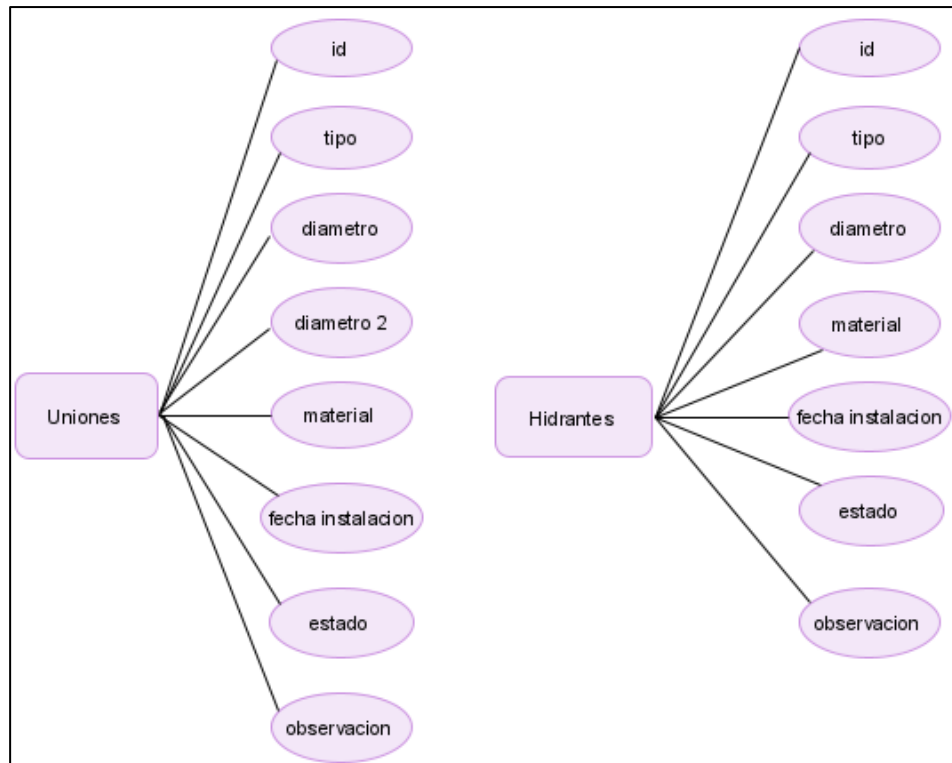 id
tipo
diametro
diametro 2
Uniones
material
fecha instalacion
estado
observacion
id
tipo
diametro
material
Hidrantes
fecha instalacion
estado
observacion